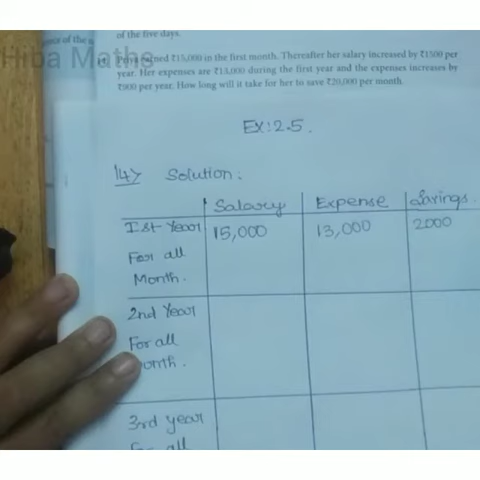 of the five days.
Hiba Maths
14. Priya earned ₹15,000 in the first month. Thereafter her salary increased by ₹1500 per
year. Her expenses are ₹13,000 during the first year and the expenses increases by
₹900 per year. How long will it take for her to save ₹20,000 per month.
Ex: 2.5.
14) Solution:
Salary Expense Savings
Ist Year 15,000 13,000 2000
For all
Month.
2nd Year
For all
Month.
3rd year
For all